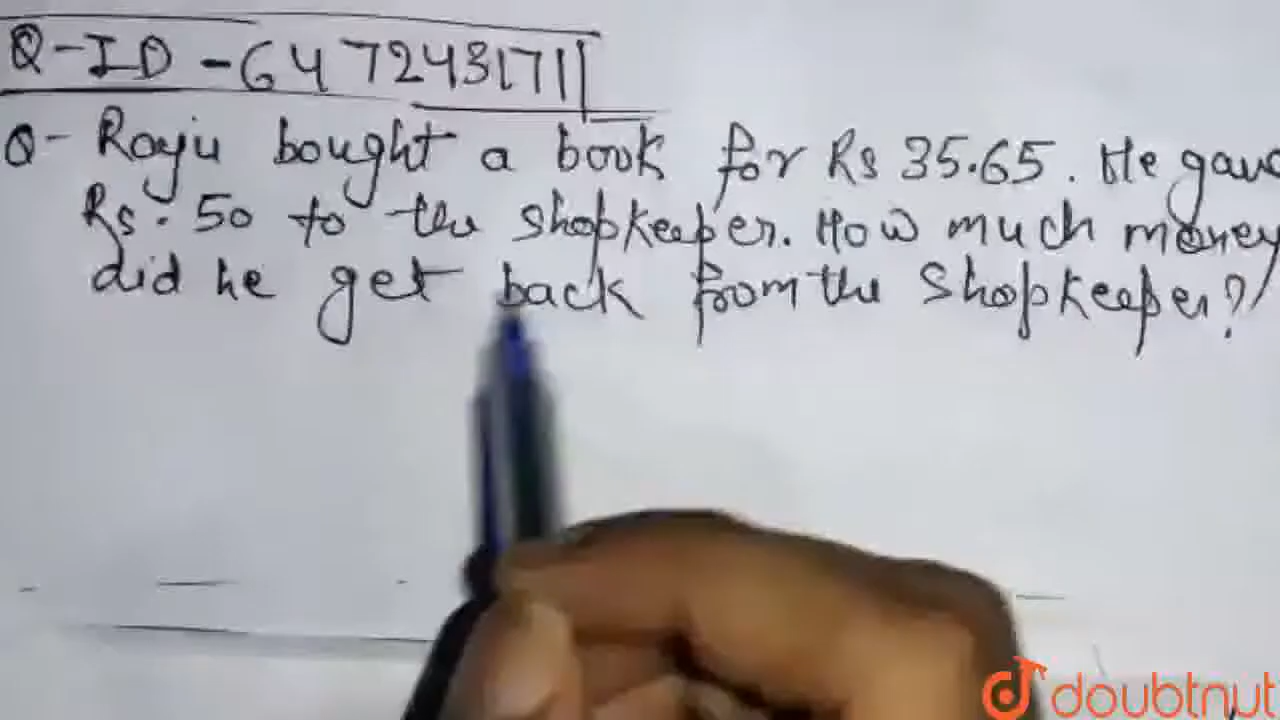 Q-ID-647243171
Q- Raju bought a book for Rs 35.65. He gave
Rs. 50 to the shopkeeper. How much money
did he get back from the shopkeeper?
doubtnut